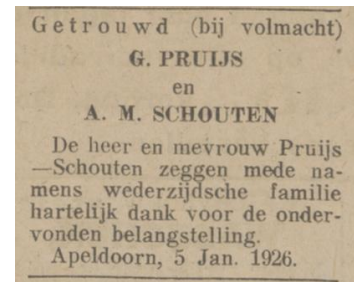 Getrouwd (bij volmacht)
G. PRUIJS
en
A. M. SCHOUTEN
De heer en mevrouw Pruijs
—Schouten zeggen mede na-
mens wederzijdsche familie
hartelijk dank voor de onder-
vonden belangstelling.
Apeldoorn, 5 Jan. 1926.